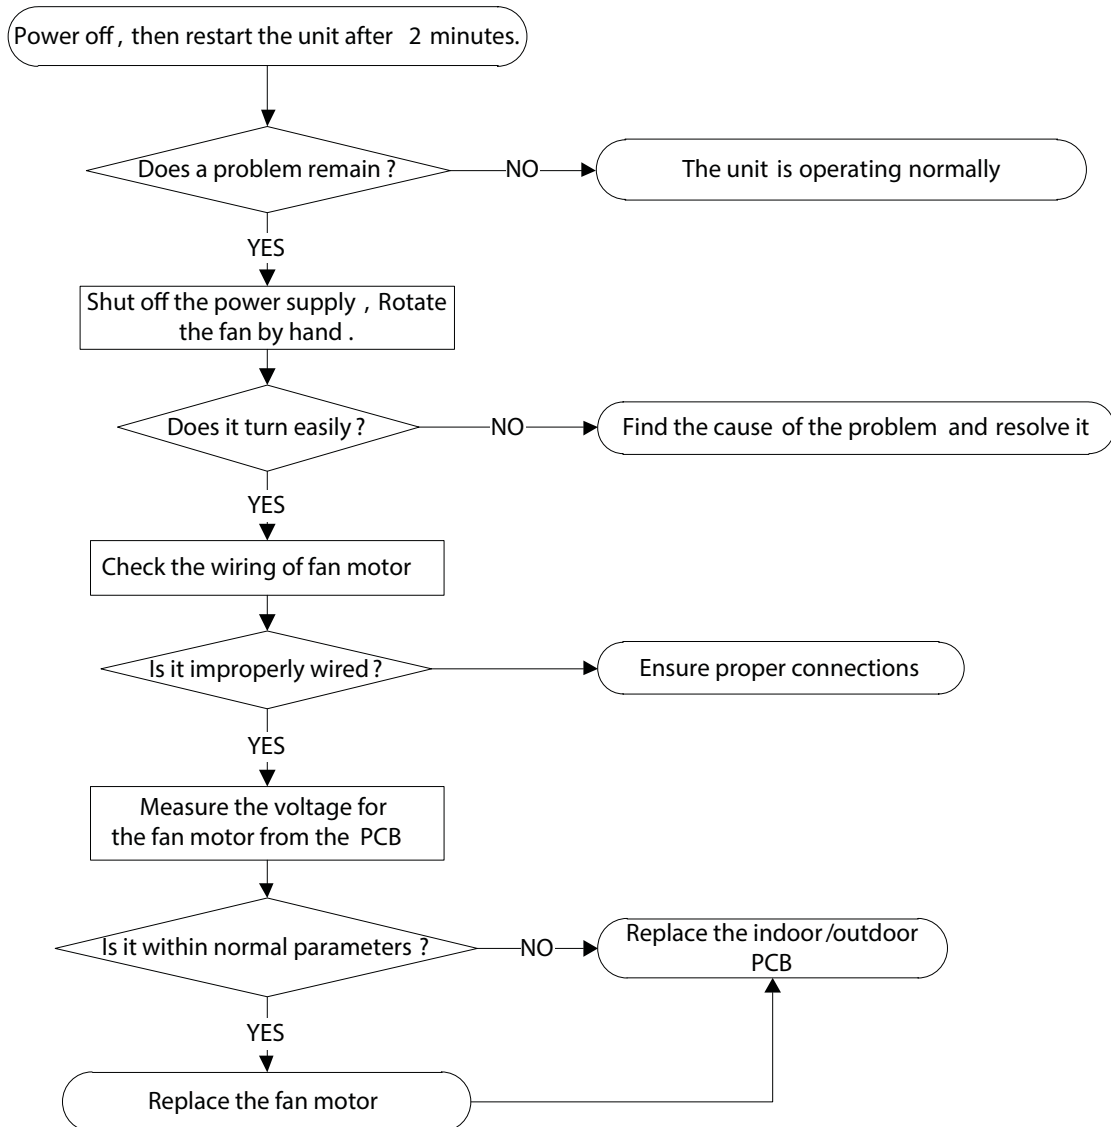 Power off, then restart the unit after 2 minutes.
Does a problem remain?
NO
The unit is operating normally
YES
Shut off the power supply, Rotate
the fan by hand.
Does it turn easily?
NO
Find the cause of the problem and resolve it
YES
Check the wiring of fan motor
Is it improperly wired?
Ensure proper connections
YES
Measure the voltage for
the fan motor from the PCB
Is it within normal parameters?
NO
Replace the indoor/outdoor
PCB
YES
Replace the fan motor